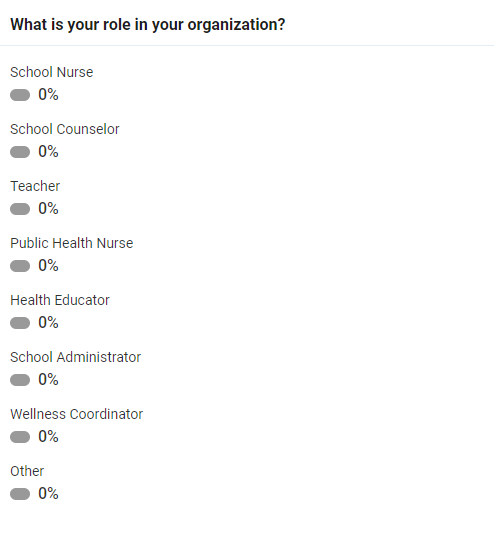 What is your role in your organization?
School Nurse
0%
School Counselor
0%
Teacher
0%
Public Health Nurse
0%
Health Educator
0%
School Administrator
0%
Wellness Coordinator
0%
Other
0%